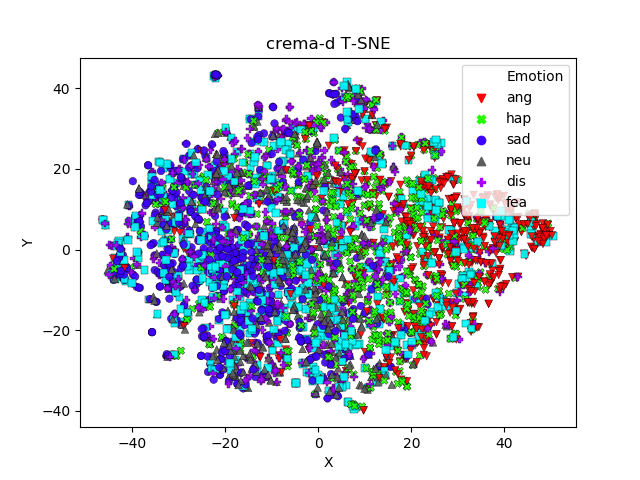 crema-d T-SNE
Emotion
ang
hap
sad
neu
dis
fea
40
20
0
−20
−40
Y
−40
−20
0
20
40
X